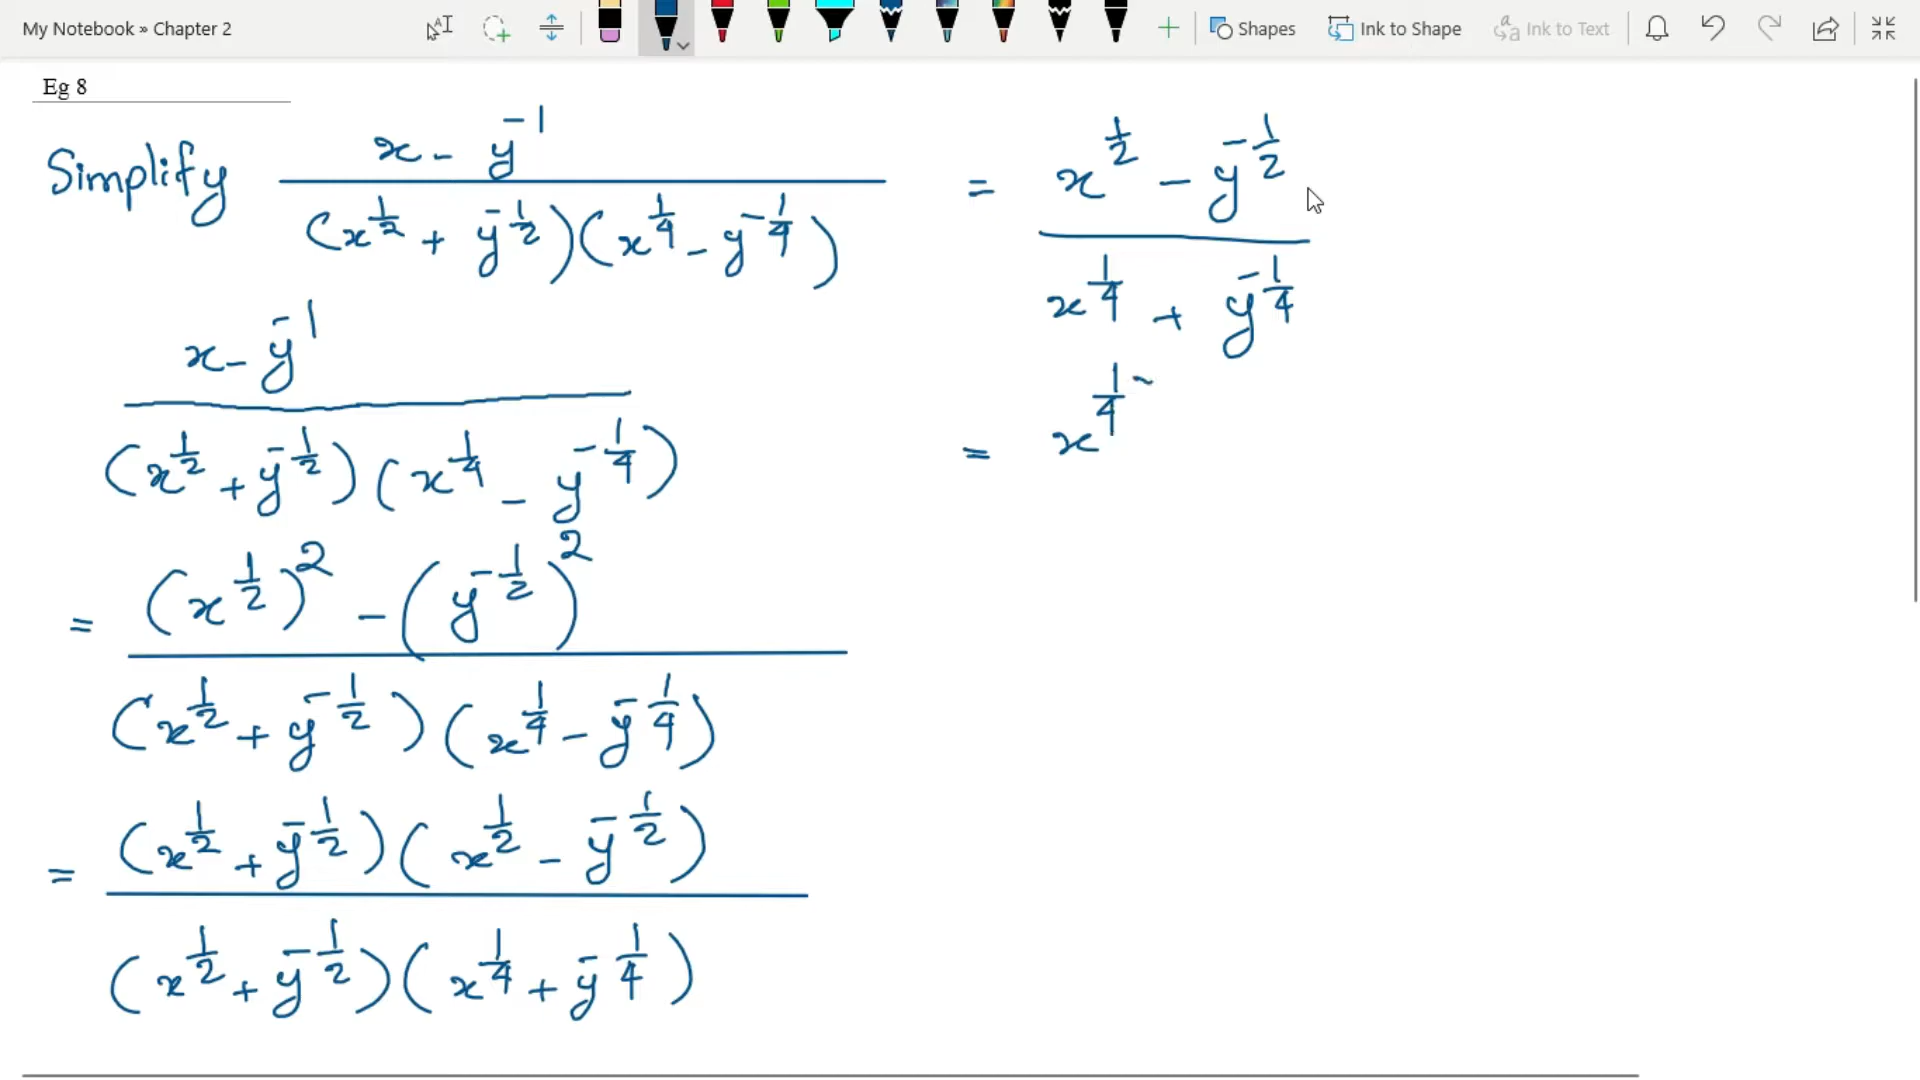 My Notebook » Chapter 2
Shapes
Ink to Shape
Ink to Text
Eg 8
Simplify (x - y^{-1}) / ((x^{1/2} + y^{-1/2})(x^{1/4} - y^{-1/4}))
(x - y^{-1}) / ((x^{1/2} + y^{-1/2})(x^{1/4} - y^{-1/4}))
= ((x^{1/2})^2 - (y^{-1/2})^2) / ((x^{1/2} + y^{-1/2})(x^{1/4} - y^{-1/4}))
= ((x^{1/2} + y^{-1/2})(x^{1/2} - y^{-1/2})) / ((x^{1/2} + y^{-1/2})(x^{1/4} + y^{-1/4}))
= (x^{1/2} - y^{-1/2}) / (x^{1/4} + y^{-1/4})
= x^{1/4}